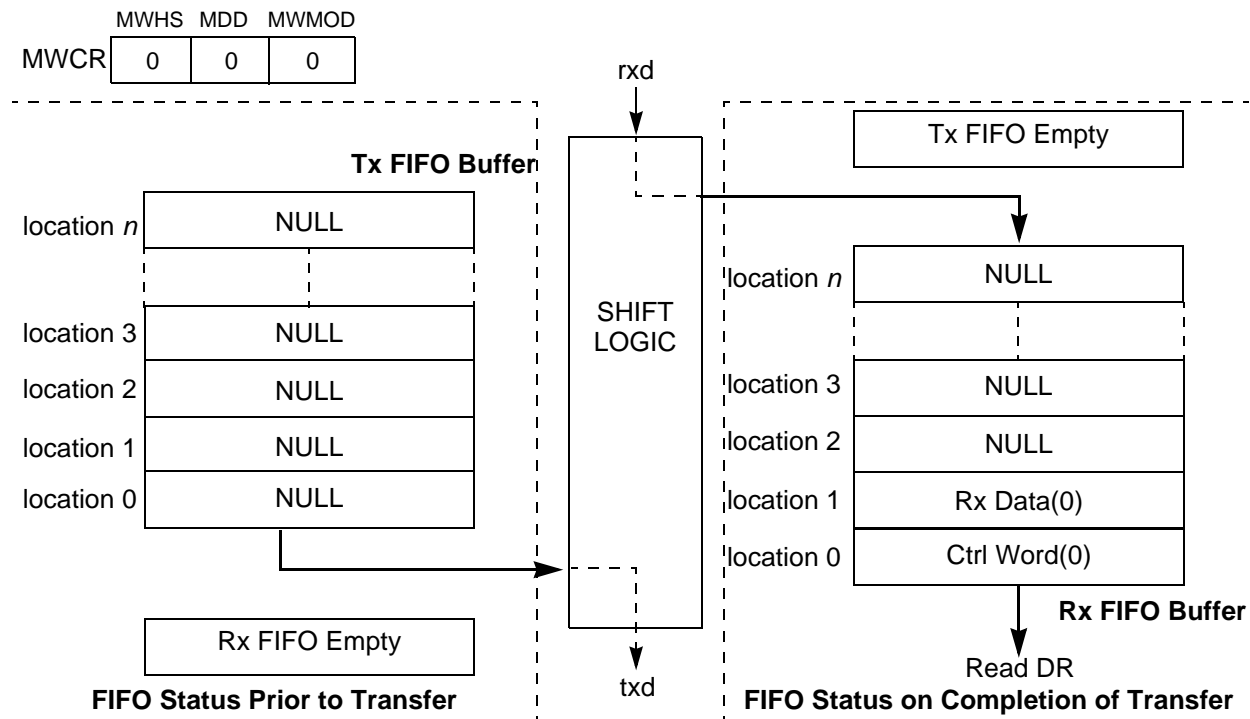 MWHS MDD MWMOD
MWCR 0 0 0
Tx FIFO Buffer
location n NULL
location 3 NULL
location 2 NULL
location 1 NULL
location 0 NULL
Rx FIFO Empty
FIFO Status Prior to Transfer
rxd
SHIFT
LOGIC
txd
Tx FIFO Empty
location n NULL
location 3 NULL
location 2 NULL
location 1 Rx Data(0)
location 0 Ctrl Word(0)
Rx FIFO Buffer
Read DR
FIFO Status on Completion of Transfer